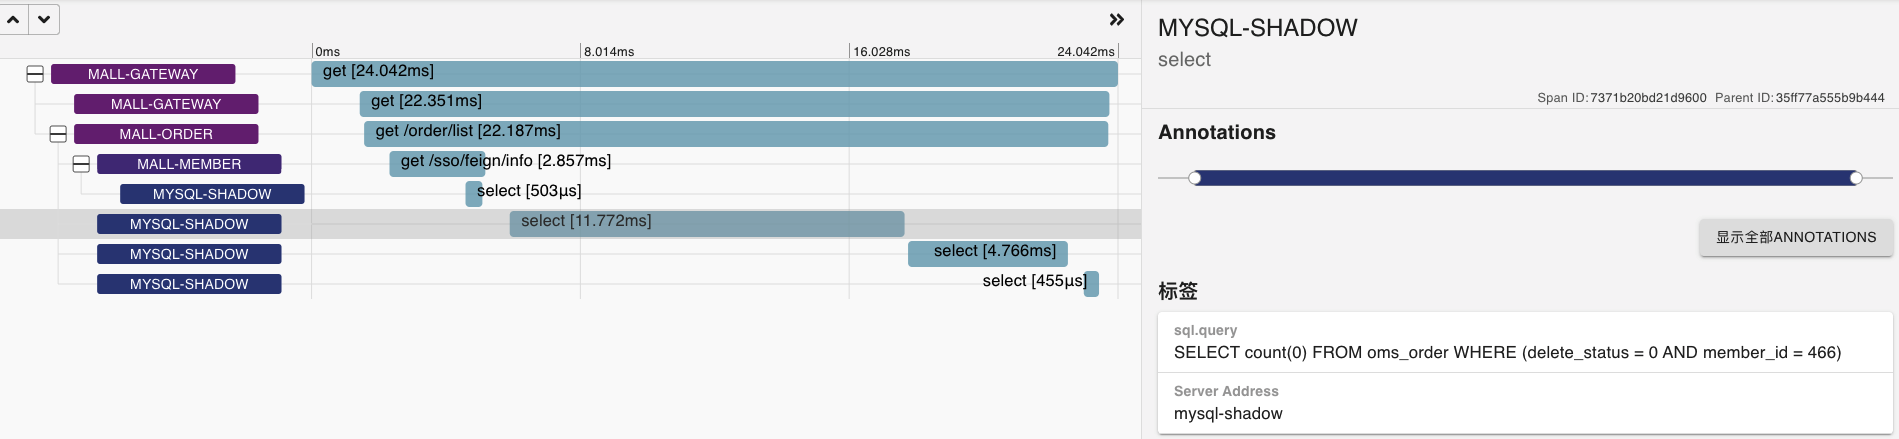 0ms 8.014ms 16.028ms 24.042ms
MALL-GATEWAY get [24.042ms]
MALL-GATEWAY get [22.351ms]
MALL-ORDER get /order/list [22.187ms]
MALL-MEMBER get /sso/feign/info [2.857ms]
MYSQL-SHADOW select [503μs]
MYSQL-SHADOW select [11.772ms]
MYSQL-SHADOW select [4.766ms]
MYSQL-SHADOW select [455μs]
MYSQL-SHADOW
select
Span ID: 7371b20bd21d9600 Parent ID: 35ff77a555b9b444
Annotations
显示全部ANNOTATIONS
标签
sql.query
SELECT count(0) FROM oms_order WHERE (delete_status = 0 AND member_id = 466)
Server Address
mysql-shadow